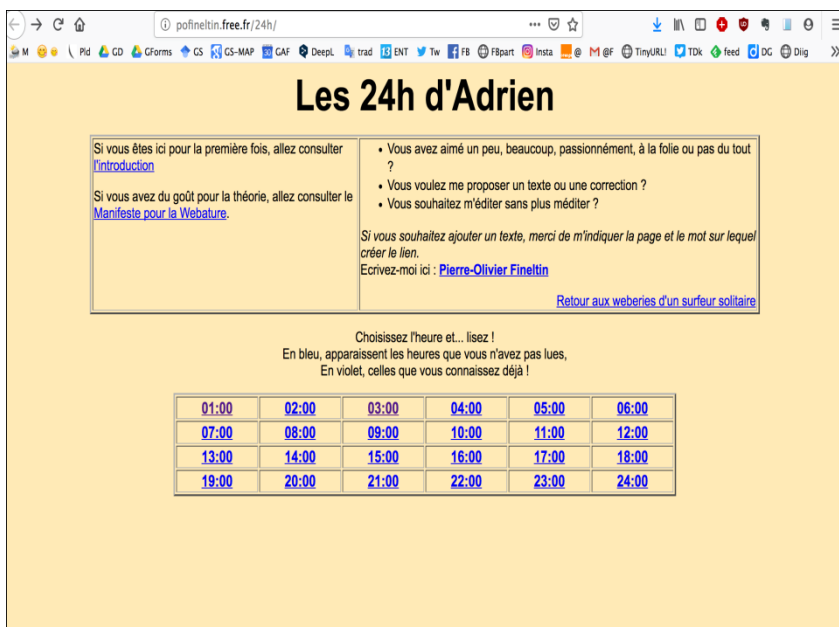 pofineltin.free.fr/24h/
M Pld GD GForms GS GS-MAP GAF DeepL trad ENT Tw FB FBpart Insta @ M @F TinyURL! TDk feed DG Diig »
Les 24h d'Adrien
Si vous êtes ici pour la première fois, allez consulter
l'introduction
Si vous avez du goût pour la théorie, allez consulter le
Manifeste pour la Webature.
• Vous avez aimé un peu, beaucoup, passionnément, à la folie ou pas du tout
?
• Vous voulez me proposer un texte ou une correction ?
• Vous souhaitez m'éditer sans plus méditer ?
Si vous souhaitez ajouter un texte, merci de m'indiquer la page et le mot sur lequel
créer le lien.
Ecrivez-moi ici : Pierre-Olivier Fineltin
Retour aux weberies d'un surfeur solitaire
Choisissez l'heure et... lisez !
En bleu, apparaissent les heures que vous n'avez pas lues,
En violet, celles que vous connaissez déjà !
01:00 02:00 03:00 04:00 05:00 06:00
07:00 08:00 09:00 10:00 11:00 12:00
13:00 14:00 15:00 16:00 17:00 18:00
19:00 20:00 21:00 22:00 23:00 24:00